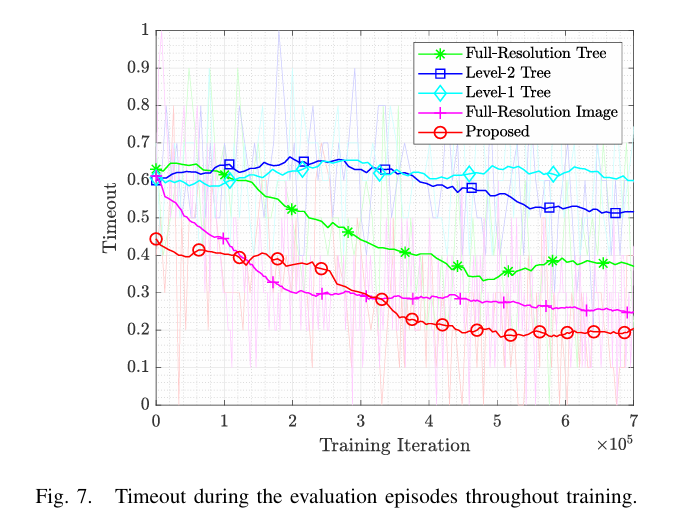 1
0.9
0.8
0.7
0.6
0.5
0.4
0.3
0.2
0.1
0
Timeout
Full-Resolution Tree
Level-2 Tree
Level-1 Tree
Full-Resolution Image
Proposed
0 1 2 3 4 5 6 7
Training Iteration
×10⁵
Fig. 7. Timeout during the evaluation episodes throughout training.